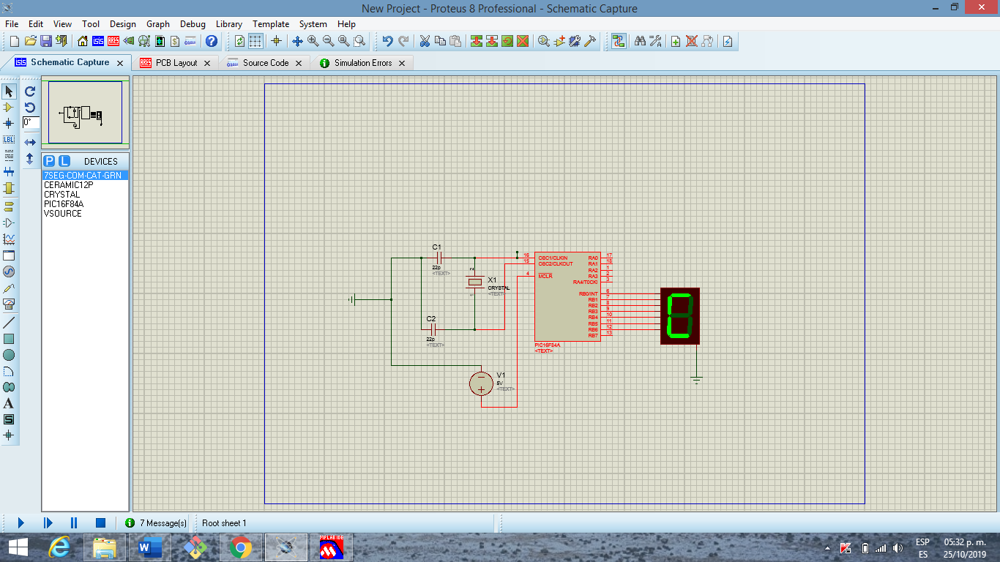 New Project - Proteus 8 Professional - Schematic Capture
File Edit View Tool Design Graph Debug Library Template System Help
Schematic Capture PCB Layout Source Code Simulation Errors
0°
LBL
P L DEVICES
7SEG-COM-CAT-GRN
CERAMIC12P
CRYSTAL
PIC16F84A
VSOURCE
A
S
C1
22p
<TEXT>
2
X1
CRYSTAL
<TEXT>
1
C2
22p
<TEXT>
V1
5V
<TEXT>
16 OSC1/CLKIN RA0 17
15 OSC2/CLKOUT RA1 18
RA2 1
4 MCLR RA3 2
RA4/T0CKI 3
RB0/INT 6
RB1 7
RB2 8
RB3 9
RB4 10
RB5 11
RB6 12
RB7 13
PIC16F84A
<TEXT>
7 Message(s) Root sheet 1
MPLAB IDE
ESP 05:32 p. m.
ES 25/10/2019